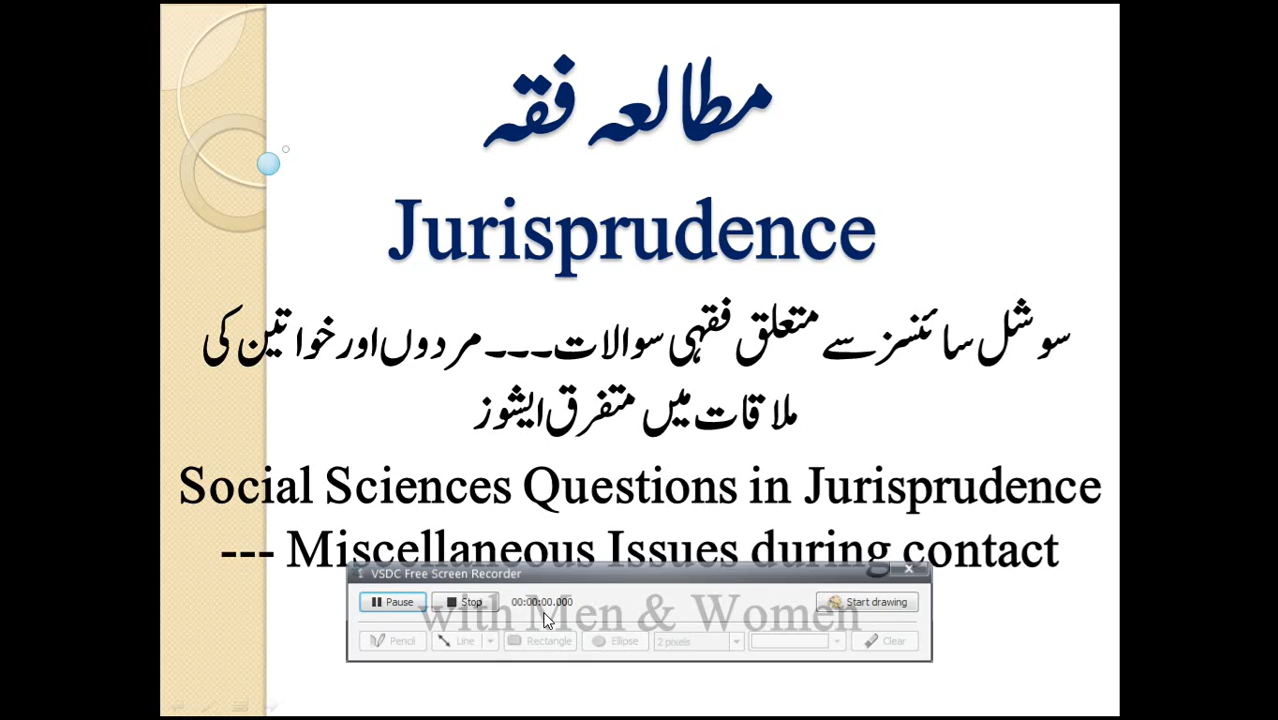 مطالعہ فقہ
Jurisprudence
سوشل سائنسز سے متعلق فقہی سوالات۔۔۔ مردوں اور خواتین کی
ملاقات میں متفرق ایشوز
Social Sciences Questions in Jurisprudence
--- Miscellaneous Issues during contact
with Men & Women
VSDC Free Screen Recorder
Pause Stop 00:00:00.000 Start drawing
Pencil Line Rectangle Ellipse 2 pixels Clear